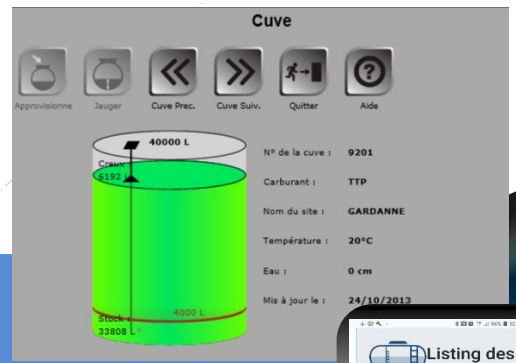 Cuve
Approvisionne Jauger Cuve Prec. Cuve Suiv. Quitter Aide
40000 L
Creux :
6192 L
4000 L
Stock :
33808 L
N° de la cuve : 9201
Carburant : TTP
Nom du site : GARDANNE
Température : 20°C
Eau : 0 cm
Mis à jour le : 24/10/2013
Listing des